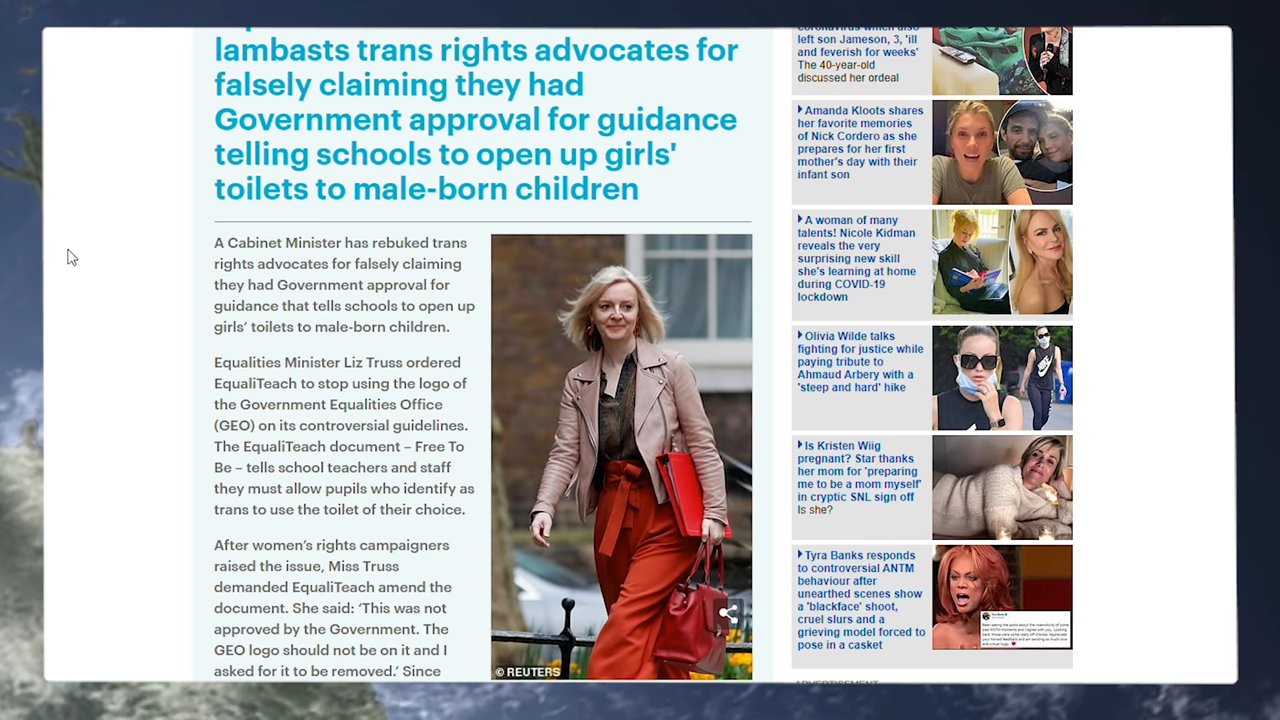 lambasts trans rights advocates for
falsely claiming they had
Government approval for guidance
telling schools to open up girls'
toilets to male-born children
A Cabinet Minister has rebuked trans
rights advocates for falsely claiming
they had Government approval for
guidance that tells schools to open up
girls' toilets to male-born children.
Equalities Minister Liz Truss ordered
EqualiTeach to stop using the logo of
the Government Equalities Office
(GEO) on its controversial guidelines.
The EqualiTeach document – Free To
Be – tells school teachers and staff
they must allow pupils who identify as
trans to use the toilet of their choice.
After women's rights campaigners
raised the issue, Miss Truss
demanded EqualiTeach amend the
document. She said: 'This was not
approved by the Government. The
GEO logo should not be on it and I
asked for it to be removed.' Since
© REUTERS
coronavirus which also
left son Jameson, 3, 'ill
and feverish for weeks'
The 40-year-old
discussed her ordeal
Amanda Kloots shares
her favorite memories
of Nick Cordero as she
prepares for her first
mother's day with their
infant son
A woman of many
talents! Nicole Kidman
reveals the very
surprising new skill
she's learning at home
during COVID-19
lockdown
Olivia Wilde talks
fighting for justice while
paying tribute to
Ahmaud Arbery with a
'steep and hard' hike
Is Kristen Wiig
pregnant? Star thanks
her mom for 'preparing
me to be a mom myself'
in cryptic SNL sign off
Is she?
Tyra Banks responds
to controversial ANTM
behaviour after
unearthed scenes show
a 'blackface' shoot,
cruel slurs and a
grieving model forced to
pose in a casket
ADVERTISEMENT